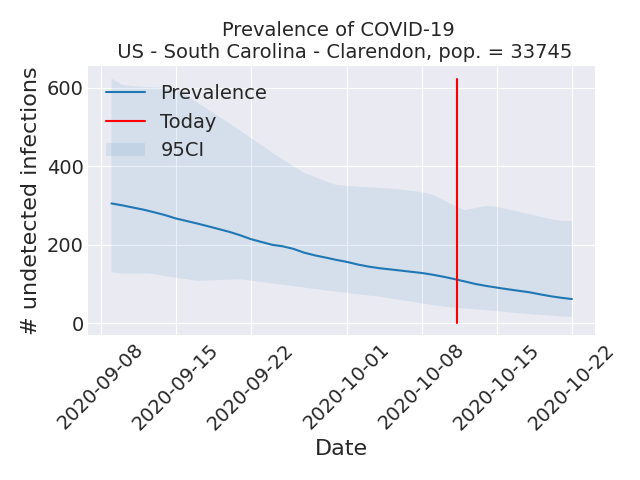 Prevalence of COVID-19
US - South Carolina - Clarendon, pop. = 33745
# undetected infections
600
400
200
0
Prevalence
Today
95CI
2020-09-08
2020-09-15
2020-09-22
2020-10-01
2020-10-08
2020-10-15
2020-10-22
Date